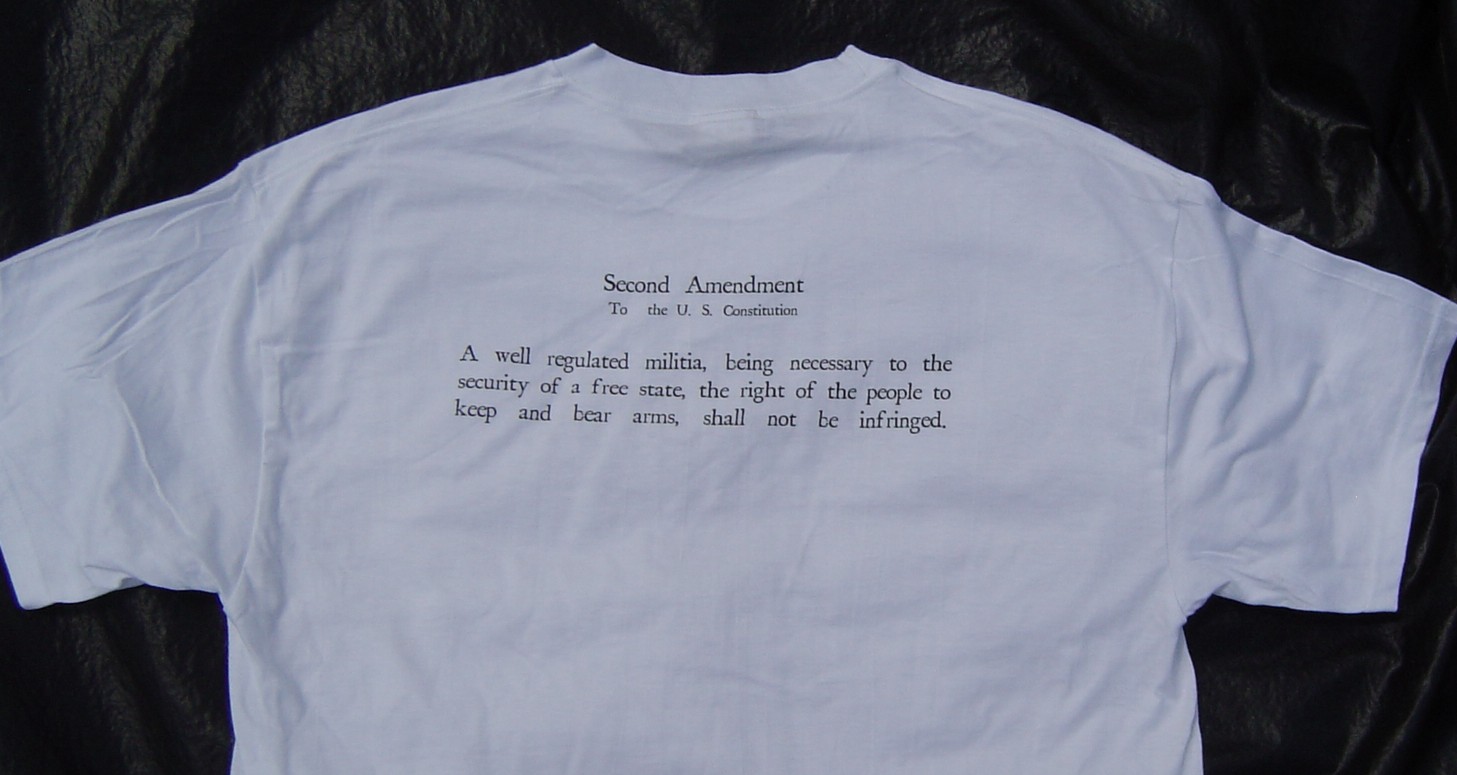 Second Amendment
To the U. S. Constitution
A well regulated militia, being necessary to the
security of a free state, the right of the people to
keep and bear arms, shall not be infringed.